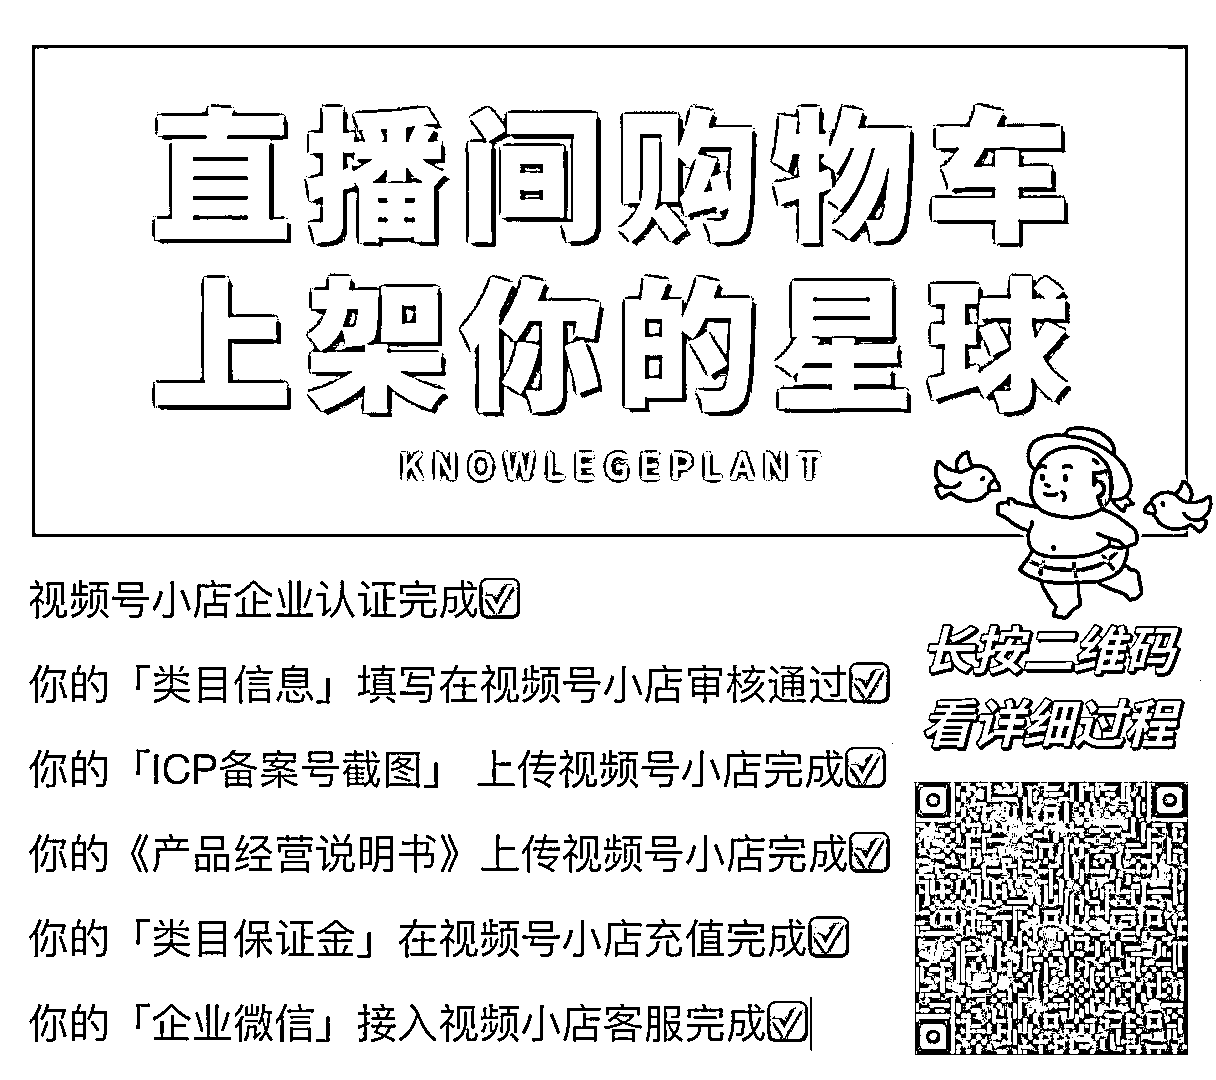 直播间购物车
上架你的星球
KNOWLEGEPLANT
视频号小店企业认证完成
你的「类目信息」填写在视频号小店审核通过
你的「ICP备案号截图」 上传视频号小店完成
你的《产品经营说明书》上传视频号小店完成
你的「类目保证金」在视频号小店充值完成
你的「企业微信」接入视频小店客服完成
长按二维码
看详细过程